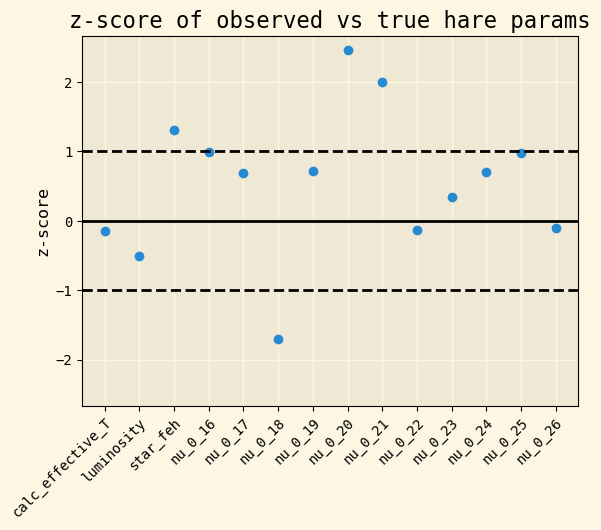 z-score of observed vs true hare params
z-score
2
1
0
−1
−2
calc_effective_T
luminosity
star_feh
nu_0_16
nu_0_17
nu_0_18
nu_0_19
nu_0_20
nu_0_21
nu_0_22
nu_0_23
nu_0_24
nu_0_25
nu_0_26